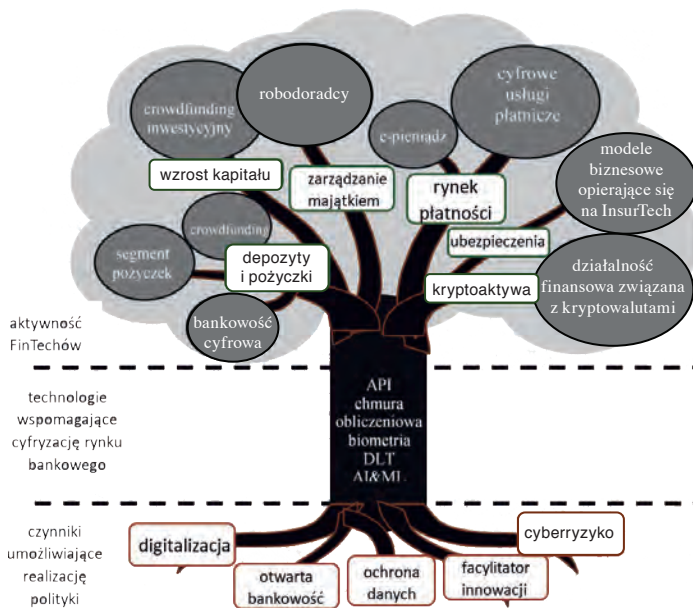 crowdfunding
inwestycyjny
robodoradcy
cyfrowe
usługi
płatnicze
e-pieniądz
wzrost kapitału
zarządzanie
majątkiem
rynek
płatności
modele
biznesowe
opierające się
na InsurTech
crowdfunding
segment
pożyczek
depozyty
i pożyczki
ubezpieczenia
kryptoaktywa
działalność
finansowa związana
z kryptowalutami
bankowość
cyfrowa
aktywność
FinTechów
technologie
wspomagające
cyfryzację rynku
bankowego
API
chmura
obliczeniowa
biometria
DLT
AI&ML
czynniki
umożliwiające
realizację
polityki
digitalizacja
otwarta
bankowość
ochrona
danych
facylitator
innowacji
cyberryzyko